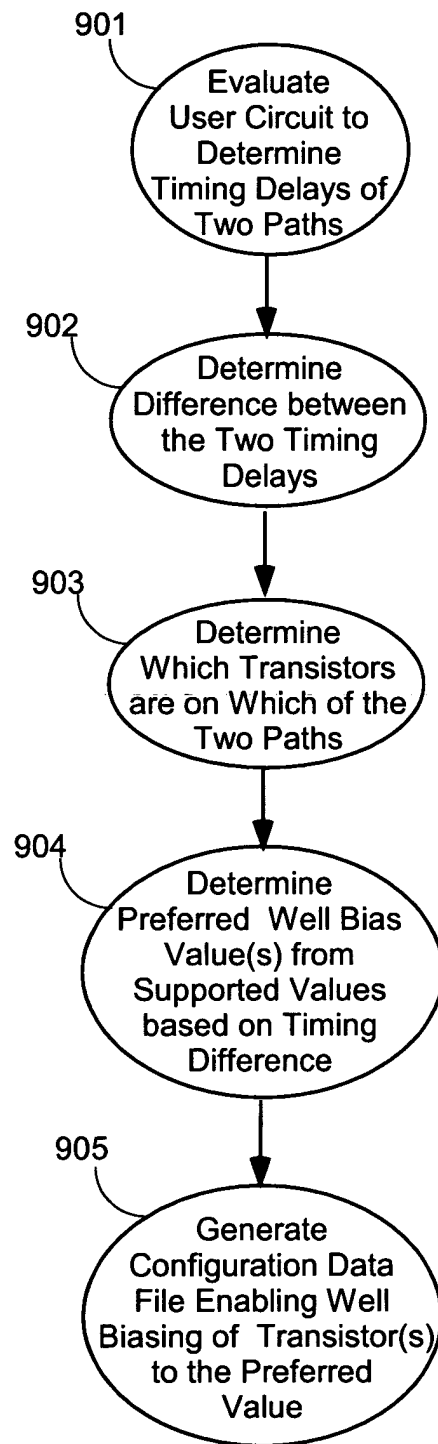 901
Evaluate
User Circuit to
Determine
Timing Delays of
Two Paths
902
Determine
Difference between
the Two Timing
Delays
903
Determine
Which Transistors
are on Which of the
Two Paths
904
Determine
Preferred Well Bias
Value(s) from
Supported Values
based on Timing
Difference
905
Generate
Configuration Data
File Enabling Well
Biasing of Transistor(s)
to the Preferred
Value